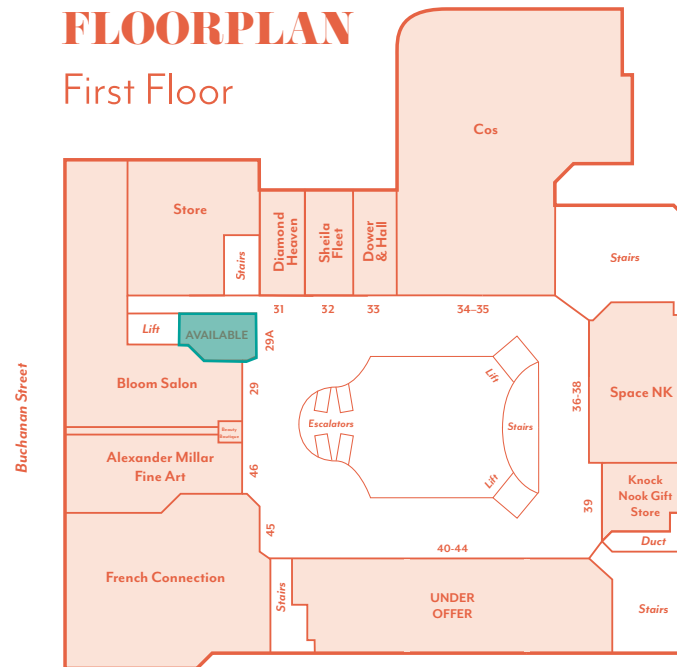 FLOORPLAN
First Floor
Cos
Store
Stairs
Diamond
Heaven
Sheila
Fleet
Dower
& Hall
Stairs
31
32
33
34–35
Lift
AVAILABLE
29A
Buchanan Street
Bloom Salon
29
Escalators
Lift
Stairs
36-38
Space NK
Beauty
Boutique
Alexander Millar
Fine Art
46
Lift
39
Knock
Nook Gift
Store
45
Duct
40-44
French Connection
Stairs
UNDER
OFFER
Stairs